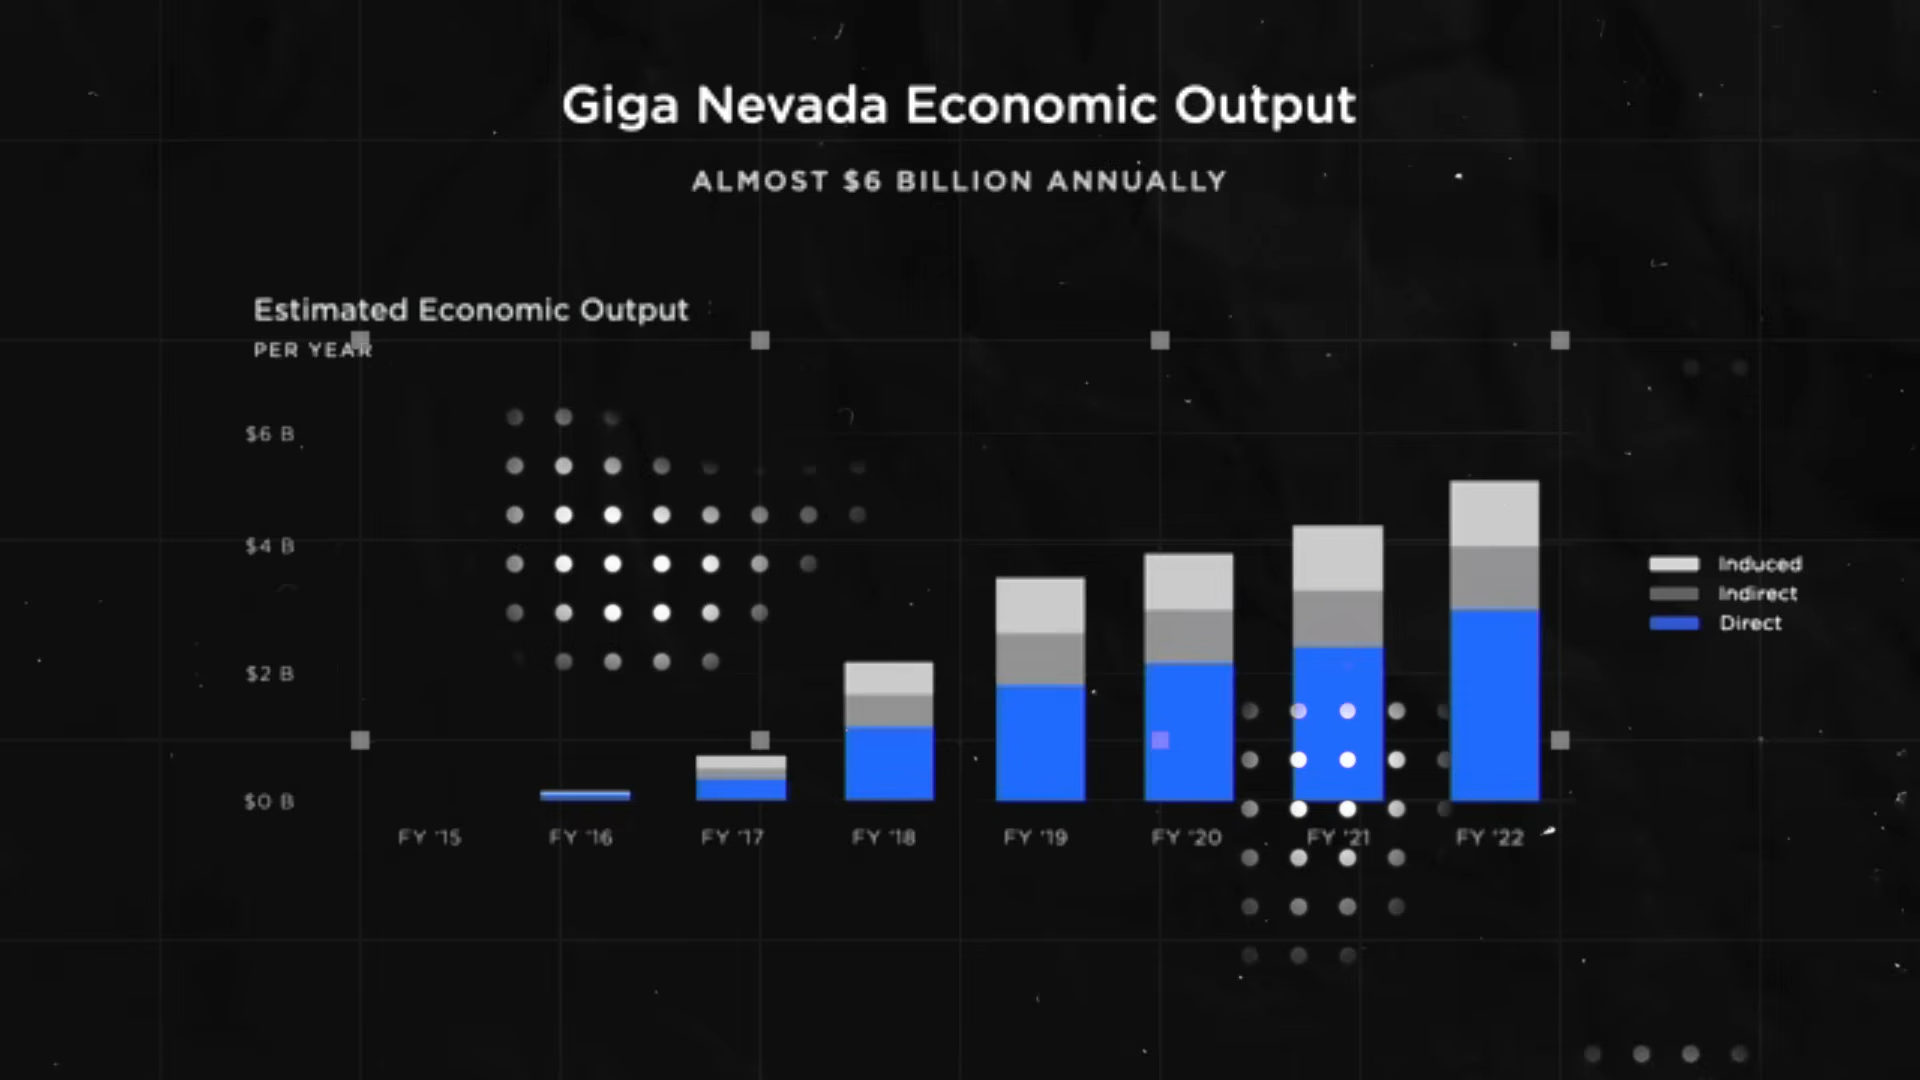 Giga Nevada Economic Output
ALMOST $6 BILLION ANNUALLY
Estimated Economic Output
PER YEAR
$6 B
$4 B
$2 B
$0 B
FY '15 FY '16 FY '17 FY '18 FY '19 FY '20 FY '21 FY '22
Induced
Indirect
Direct